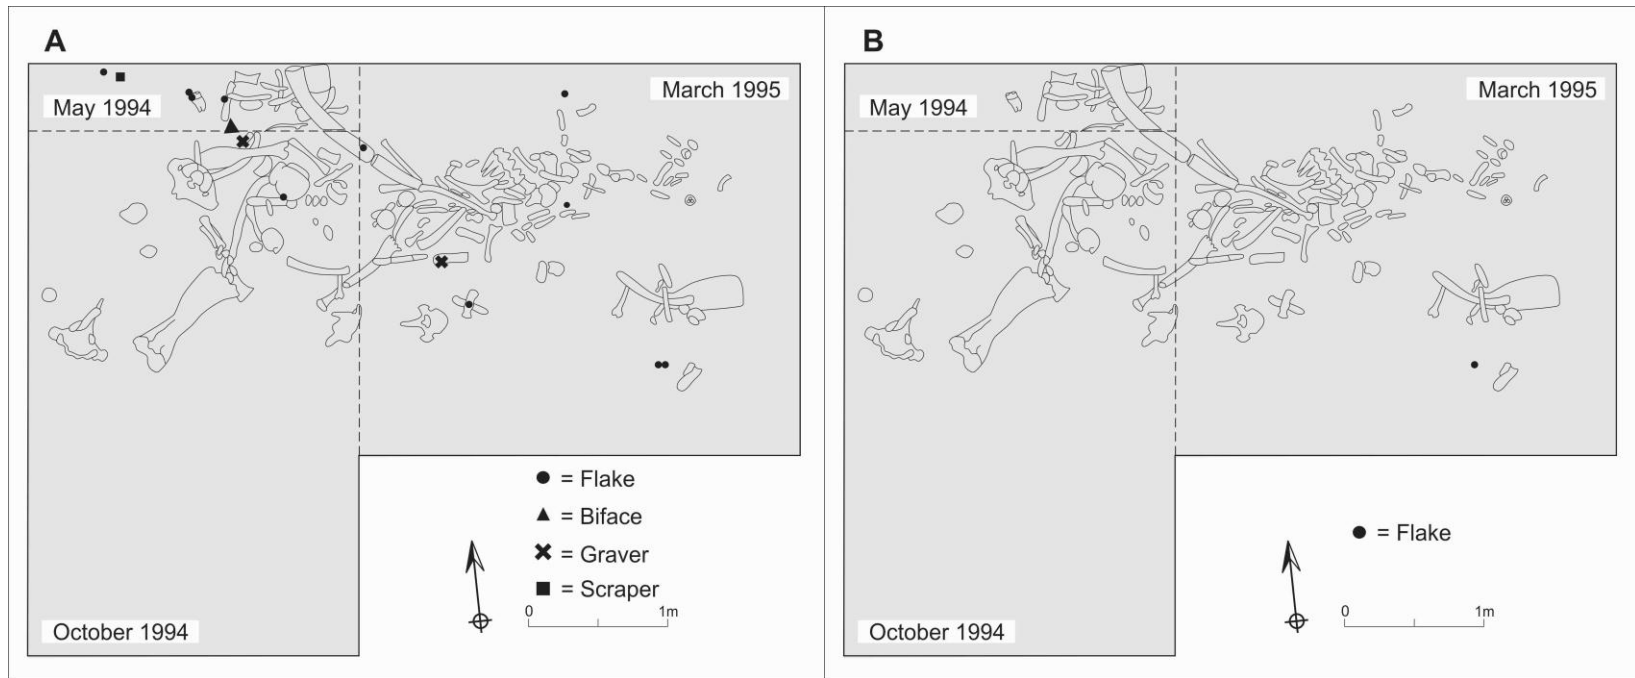 A
May 1994
March 1995
= Flake
= Biface
= Graver
= Scraper
October 1994
0 1m
B
May 1994
March 1995
= Flake
October 1994
0 1m